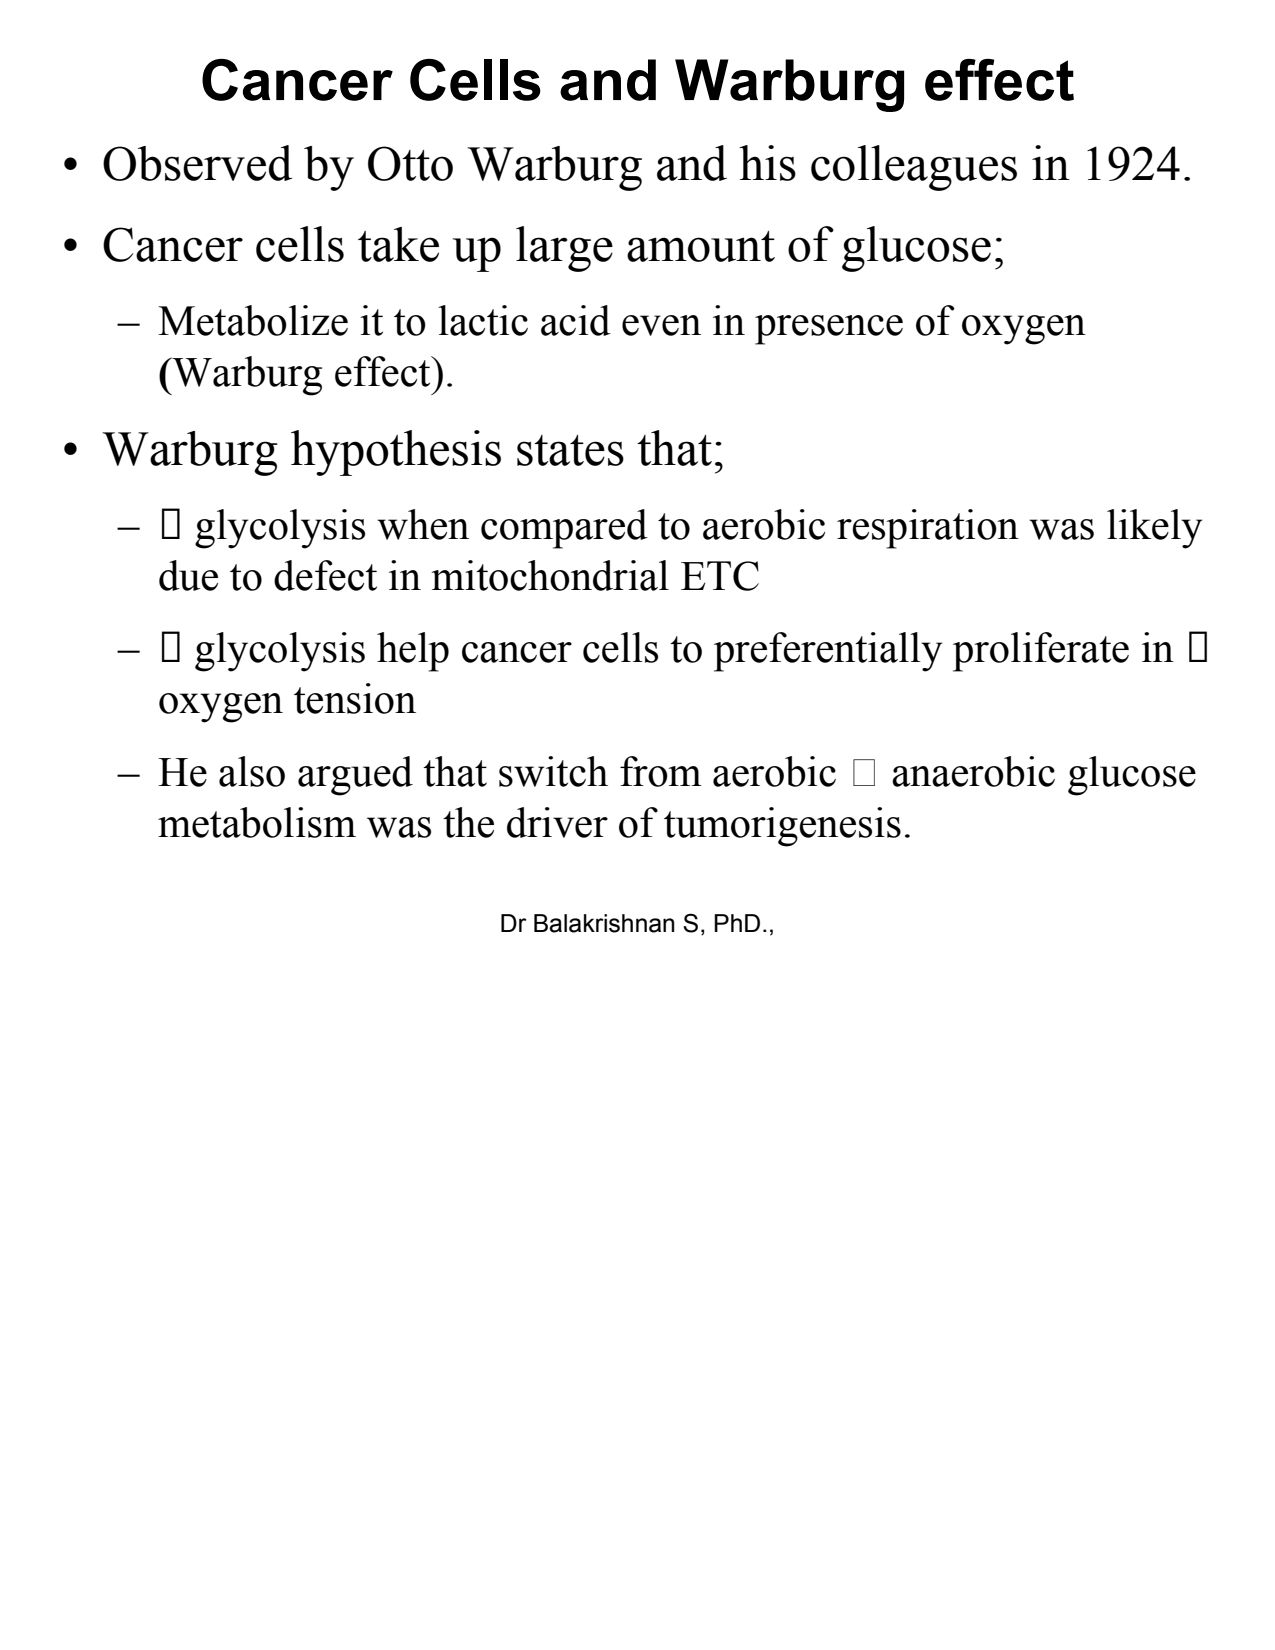 Cancer Cells and Warburg effect
• Observed by Otto Warburg and his colleagues in 1924.
• Cancer cells take up large amount of glucose;
– Metabolize it to lactic acid even in presence of oxygen
(Warburg effect).
• Warburg hypothesis states that;
– glycolysis when compared to aerobic respiration was likely
due to defect in mitochondrial ETC
– glycolysis help cancer cells to preferentially proliferate in
oxygen tension
– He also argued that switch from aerobic anaerobic glucose
metabolism was the driver of tumorigenesis.
Dr Balakrishnan S, PhD.,